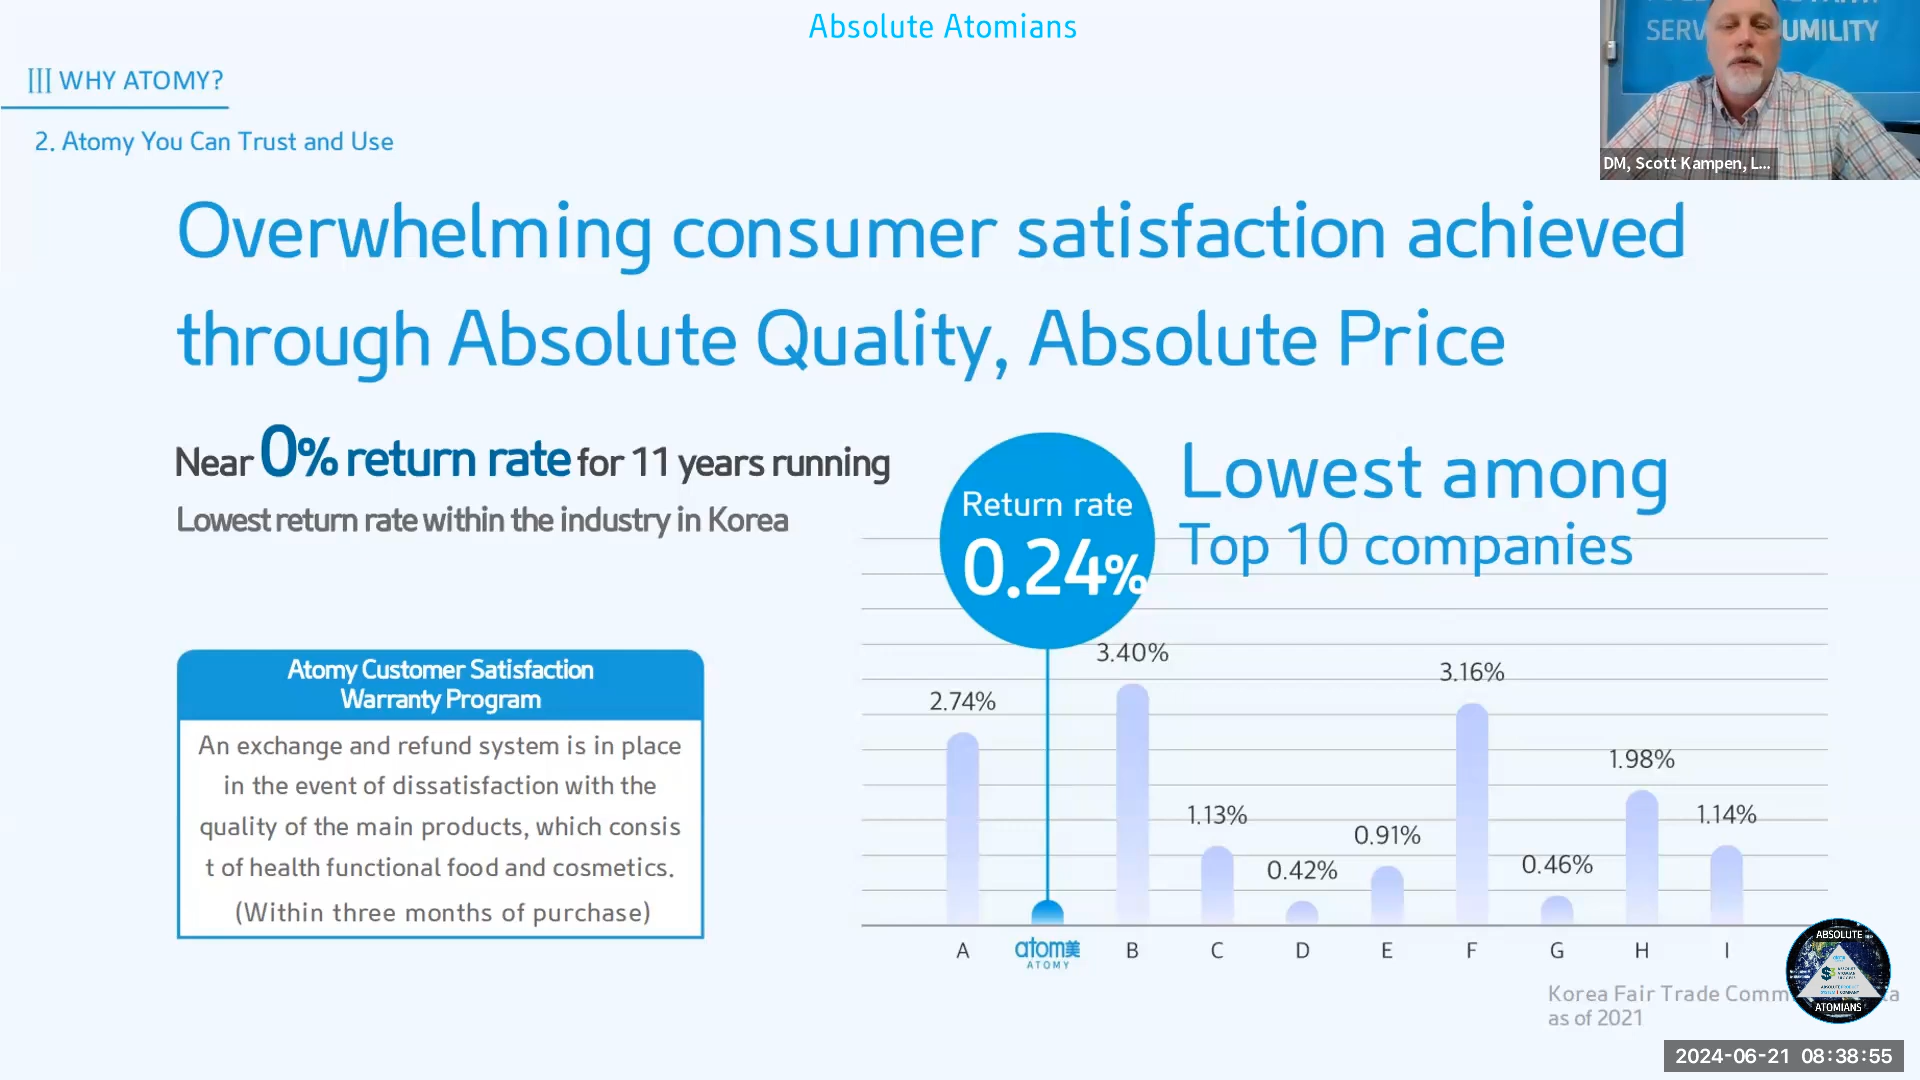 Absolute Atomians
SERV UMILITY
III WHY ATOMY?
2. Atomy You Can Trust and Use
DM, Scott Kampen, L...
Overwhelming consumer satisfaction achieved
through Absolute Quality, Absolute Price
Near 0% return rate for 11 years running
Lowest return rate within the industry in Korea
Return rate
0.24%
Lowest among
Top 10 companies
Atomy Customer Satisfaction
Warranty Program
An exchange and refund system is in place
in the event of dissatisfaction with the
quality of the main products, which consis
t of health functional food and cosmetics.
(Within three months of purchase)
2.74%
3.40%
1.13%
0.42%
0.91%
3.16%
0.46%
1.98%
1.14%
A atom美 B C D E F G H I
ATOMY
Korea Fair Trade Comm ta
as of 2021
ABSOLUTE
ATOMIANS
2024-06-21 08:38:55